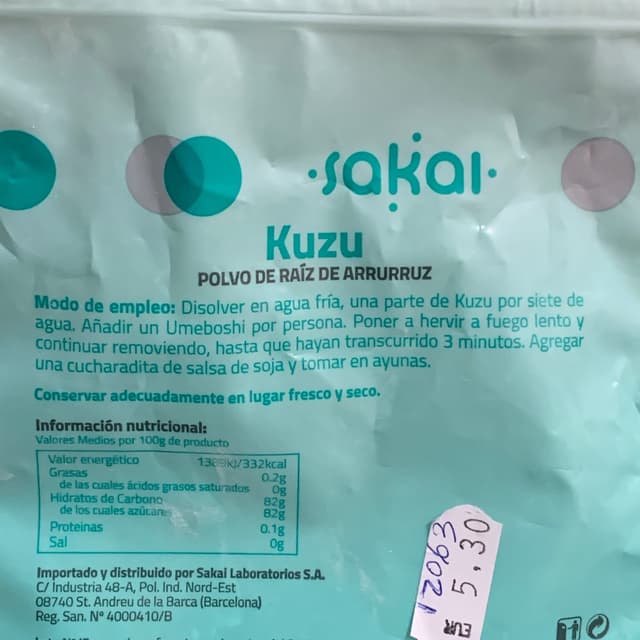 ·sakai·
Kuzu
POLVO DE RAÍZ DE ARRURRUZ
Modo de empleo: Disolver en agua fría, una parte de Kuzu por siete de
agua. Añadir un Umeboshi por persona. Poner a hervir a fuego lento y
continuar removiendo, hasta que hayan transcurrido 3 minutos. Agregar
una cucharadita de salsa de soja y tomar en ayunas.
Conservar adecuadamente en lugar fresco y seco.
Información nutricional:
Valores Medios por 100g de producto
Valor energético 1389kJ/332kcal
Grasas 0.2g
de las cuales ácidos grasos saturados 0g
Hidratos de Carbono 82g
de los cuales azúcares 82g
Proteinas 0.1g
Sal 0g
Importado y distribuido por Sakai Laboratorios S.A.
C/ Industria 48-A, Pol. Ind. Nord-Est
08740 St. Andreu de la Barca (Barcelona)
Reg. San. Nº 4000410/B
12063
EUR 5.30